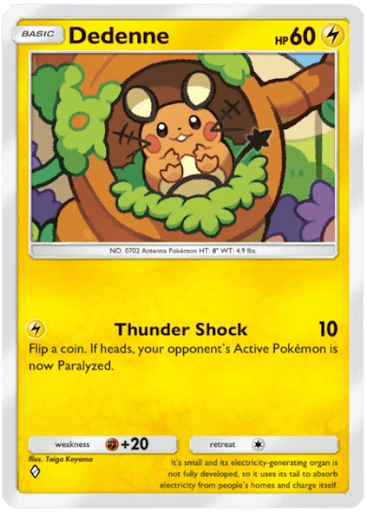 BASIC Dedenne HP 60
NO. 0702 Antenna Pokémon HT: 8" WT: 4.9 lbs.
Thunder Shock 10
Flip a coin. If heads, your opponent's Active Pokémon is
now Paralyzed.
weakness +20 retreat
Illus. Taiga Kayama
It's small and its electricity-generating organ is
not fully developed, so it uses its tail to absorb
electricity from people's homes and charge itself.